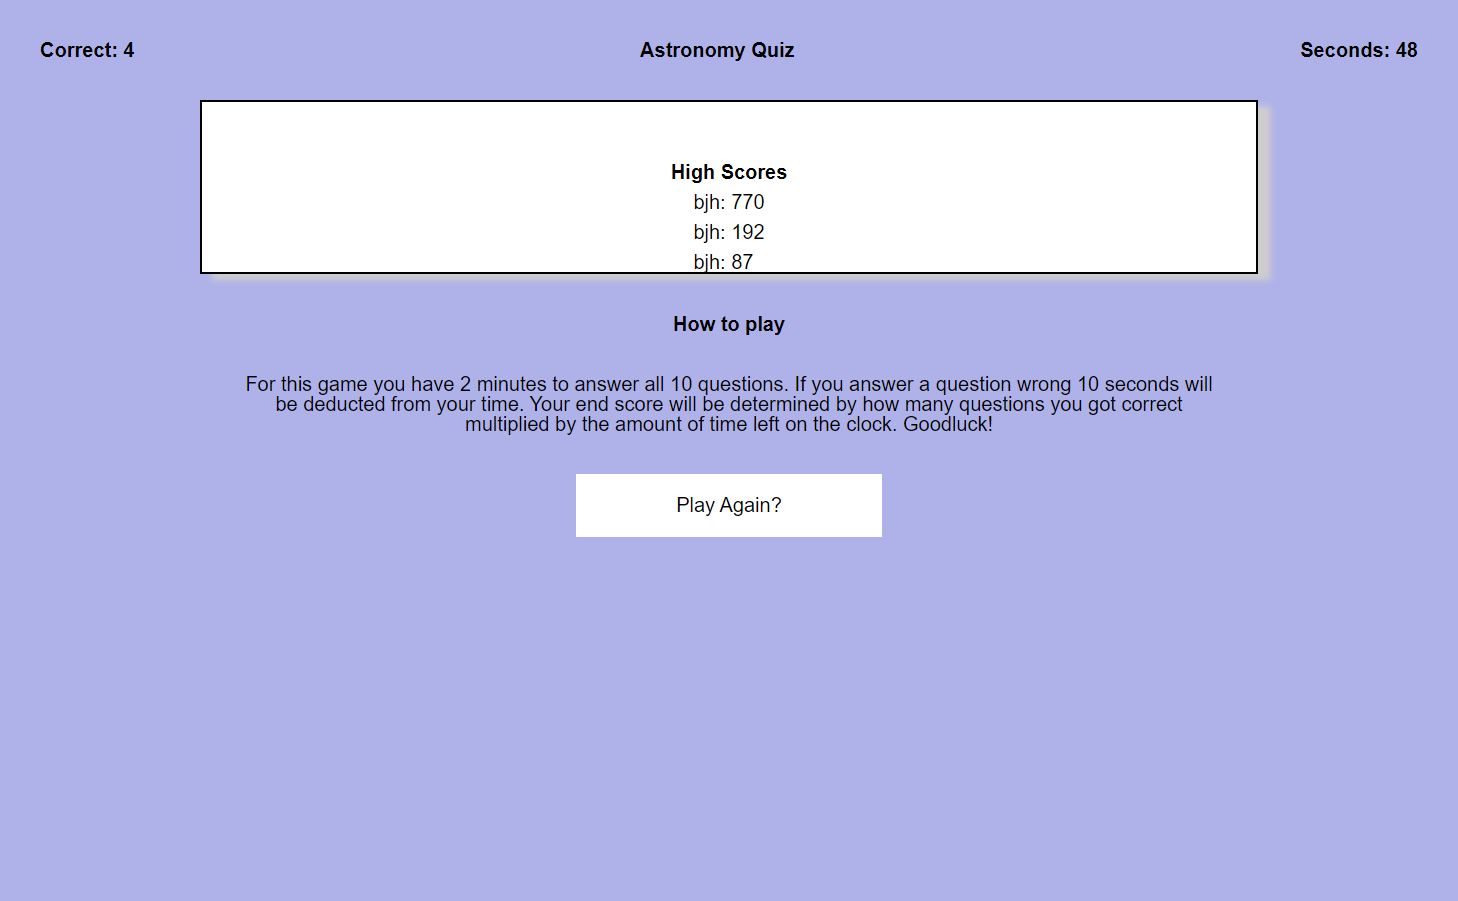 Correct: 4
Astronomy Quiz
Seconds: 48
High Scores
bjh: 770
bjh: 192
bjh: 87
How to play
For this game you have 2 minutes to answer all 10 questions. If you answer a question wrong 10 seconds will
be deducted from your time. Your end score will be determined by how many questions you got correct
multiplied by the amount of time left on the clock. Goodluck!
Play Again?